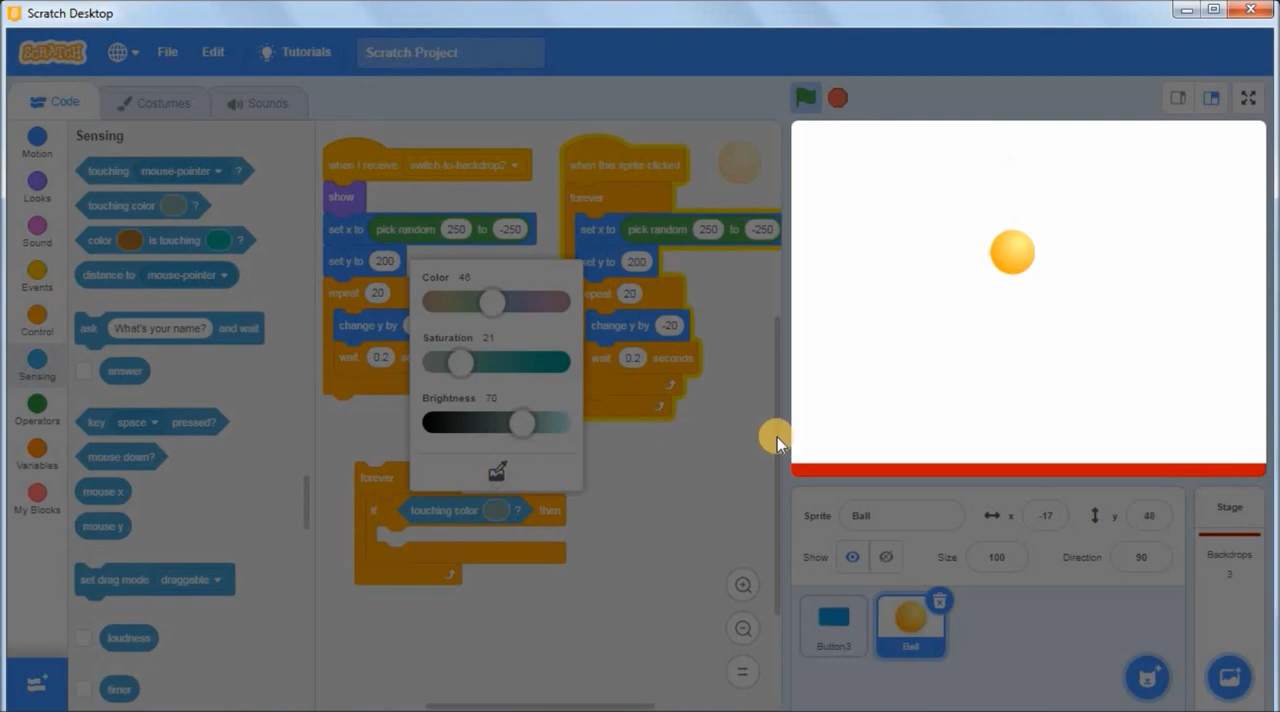 Scratch Desktop
SCRATCH
File
Edit
Tutorials
Scratch Project
Code
Costumes
Sounds
Motion
Looks
Sound
Events
Control
Sensing
Operators
Variables
My Blocks
Sensing
touching mouse-pointer ?
touching color ?
color is touching ?
distance to mouse-pointer
ask What's your name? and wait
answer
key space pressed?
mouse down?
mouse x
mouse y
set drag mode draggable
loudness
timer
when I receive switch-to-backdrop2
show
set x to pick random 250 to -250
set y to 200
repeat 20
change y by
wait 0.2
when this sprite clicked
forever
set x to pick random 250 to -250
set y to 200
repeat 20
change y by -20
wait 0.2 seconds
Color 46
Saturation 21
Brightness 70
forever
if touching color ? then
Sprite Ball x -17 y 48
Show Size 100 Direction 90
Button3
Ball
Stage
Backdrops
3